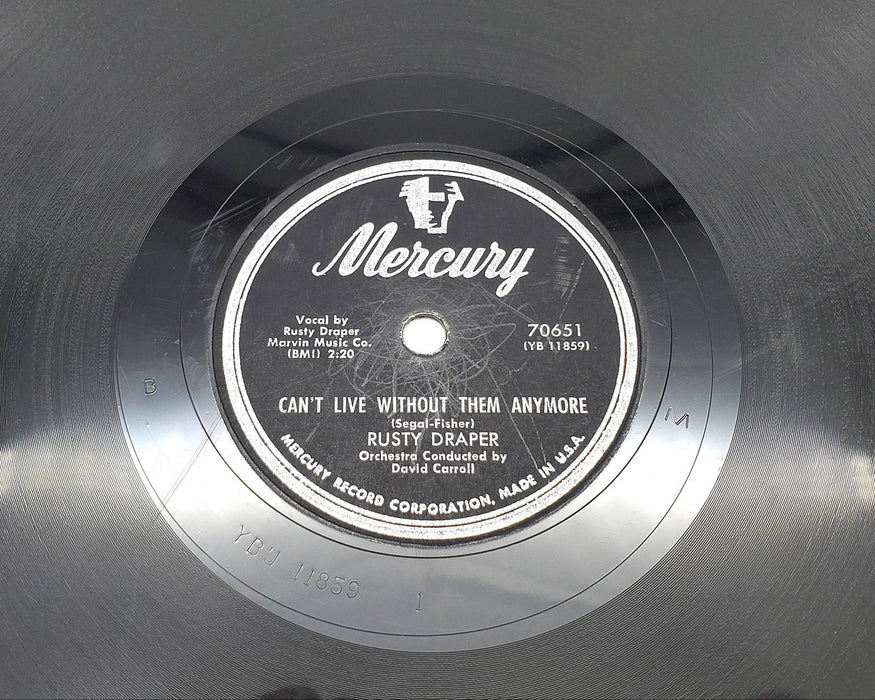 Mercury
Vocal by
Rusty Draper
Marvin Music Co.
(BMI) 2:20
70651
(YB 11859)
CAN'T LIVE WITHOUT THEM ANYMORE
(Segal-Fisher)
RUSTY DRAPER
Orchestra Conducted by
David Carroll
MERCURY RECORD CORPORATION, MADE IN U.S.A.
B
YBU 11859 1